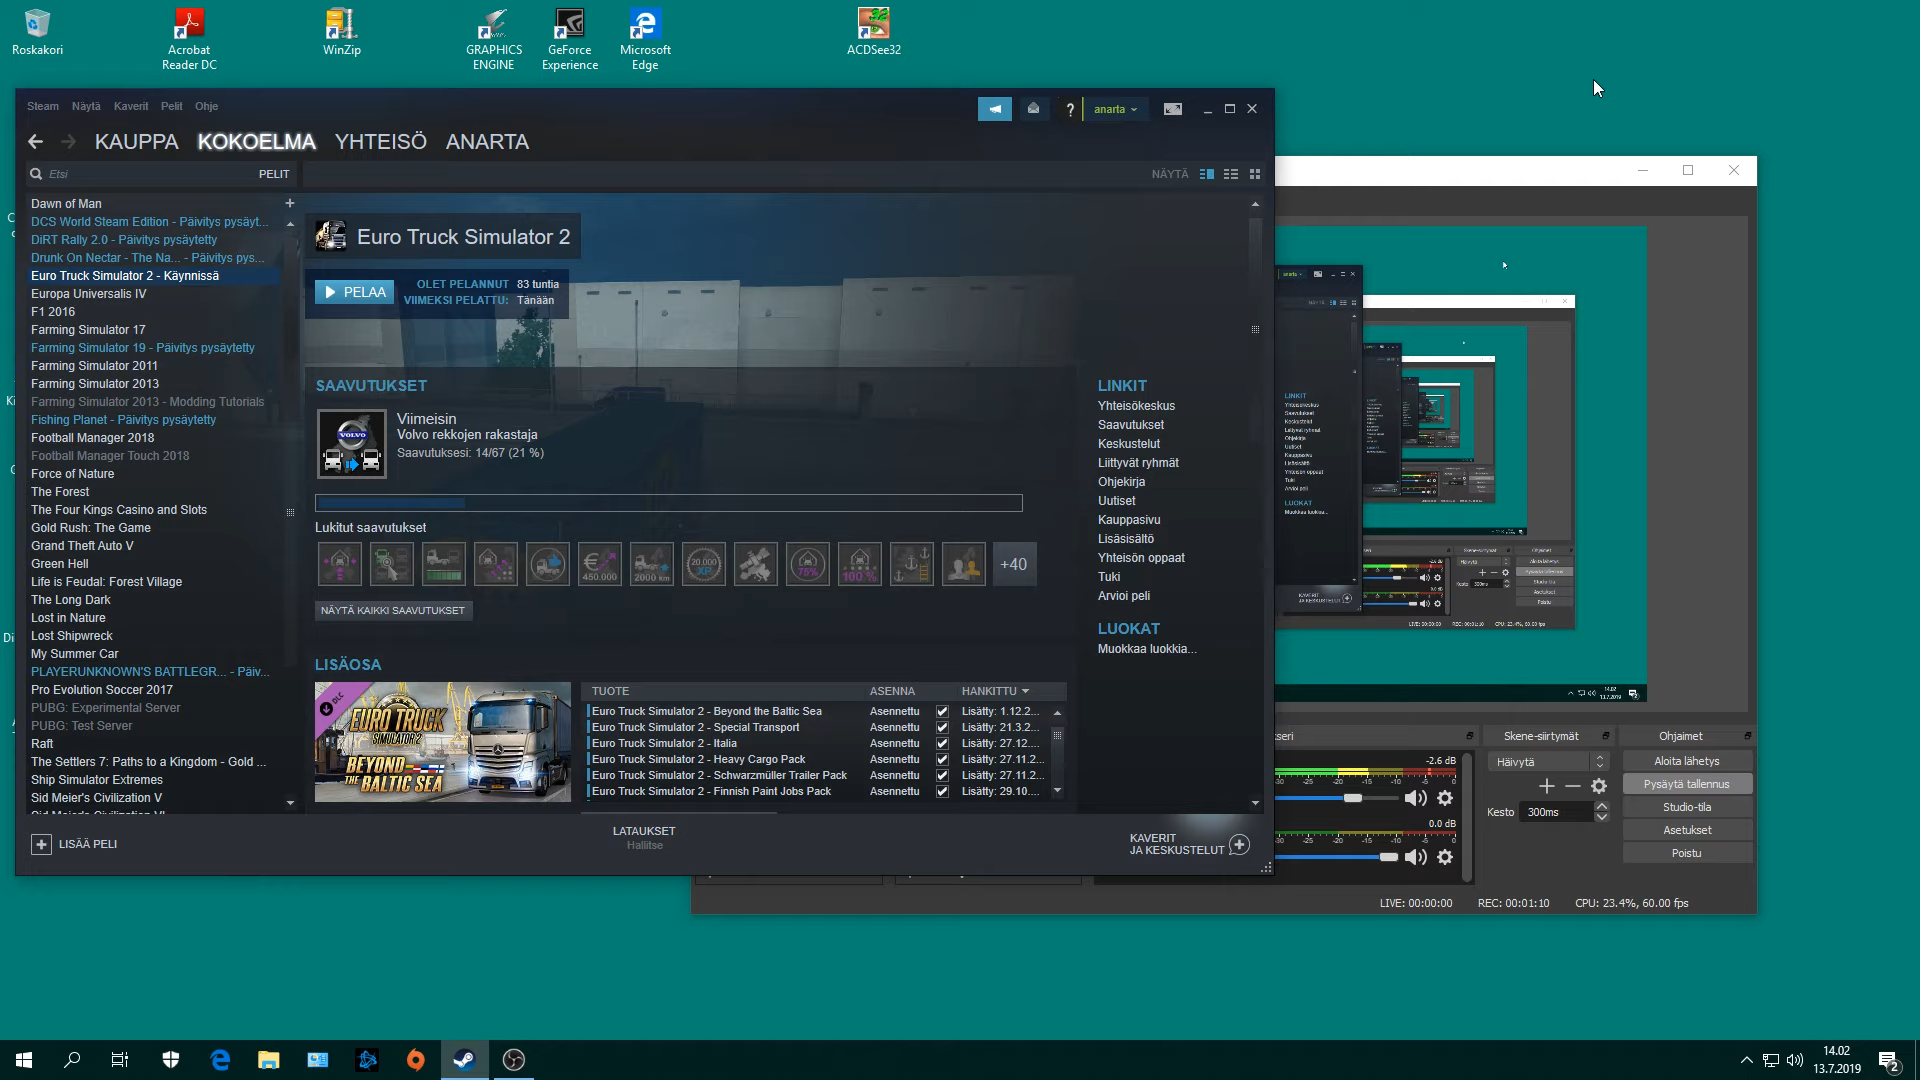 Roskakori
Acrobat
Reader DC
WinZip
GRAPHICS
ENGINE
GeForce
Experience
Microsoft
Edge
ACDSee32
Steam Näytä Kaverit Pelit Ohje
? anarta
KAUPPA KOKOELMA YHTEISÖ ANARTA
Etsi PELIT
NÄYTÄ
Dawn of Man
DCS World Steam Edition - Päivitys pysäyt...
DiRT Rally 2.0 - Päivitys pysäytetty
Drunk On Nectar - The Na... - Päivitys pys...
Euro Truck Simulator 2 - Käynnissä
Europa Universalis IV
F1 2016
Farming Simulator 17
Farming Simulator 19 - Päivitys pysäytetty
Farming Simulator 2011
Farming Simulator 2013
Farming Simulator 2013 - Modding Tutorials
Fishing Planet - Päivitys pysäytetty
Football Manager 2018
Football Manager Touch 2018
Force of Nature
The Forest
The Four Kings Casino and Slots
Gold Rush: The Game
Grand Theft Auto V
Green Hell
Life is Feudal: Forest Village
The Long Dark
Lost in Nature
Lost Shipwreck
My Summer Car
PLAYERUNKNOWN'S BATTLEGR... - Päiv...
Pro Evolution Soccer 2017
PUBG: Experimental Server
PUBG: Test Server
Raft
The Settlers 7: Paths to a Kingdom - Gold ...
Ship Simulator Extremes
Sid Meier's Civilization V
Sid Meier's Civilization VI
LISÄÄ PELI
Euro Truck Simulator 2
PELAA
OLET PELANNUT 83 tuntia
VIIMEKSI PELATTU: Tänään
SAAVUTUKSET
VOLVO
Viimeisin
Volvo rekkojen rakastaja
Saavutuksesi: 14/67 (21 %)
Lukitut saavutukset
450.000
2000 km
20,000
XP
75%
100 %
+40
NÄYTÄ KAIKKI SAAVUTUKSET
LISÄOSA
DLC
EURO TRUCK
SIMULATOR 2
BEYOND
THE BALTIC SEA
TUOTE ASENNA HANKITTU
Euro Truck Simulator 2 - Beyond the Baltic Sea Asennettu Lisätty: 1.12.2...
Euro Truck Simulator 2 - Special Transport Asennettu Lisätty: 21.3.2...
Euro Truck Simulator 2 - Italia Asennettu Lisätty: 27.12....
Euro Truck Simulator 2 - Heavy Cargo Pack Asennettu Lisätty: 27.11.2...
Euro Truck Simulator 2 - Schwarzmüller Trailer Pack Asennettu Lisätty: 27.11.2...
Euro Truck Simulator 2 - Finnish Paint Jobs Pack Asennettu Lisätty: 29.10....
LINKIT
Yhteisökeskus
Saavutukset
Keskustelut
Liittyvät ryhmät
Ohjekirja
Uutiset
Kauppasivu
Lisäsisältö
Yhteisön oppaat
Tuki
Arvioi peli
LUOKAT
Muokkaa luokkia...
LATAUKSET
Hallitse
KAVERIT
JA KESKUSTELUT
Skene-siirtymät
Ohjaimet
-2.6 dB
0.0 dB
Häivytä
Kesto 300ms
Aloita lähetys
Pysäytä tallennus
Studio-tila
Asetukset
Poistu
LIVE: 00:00:00 REC: 00:01:10 CPU: 23.4%, 60.00 fps
14.02
13.7.2019
2